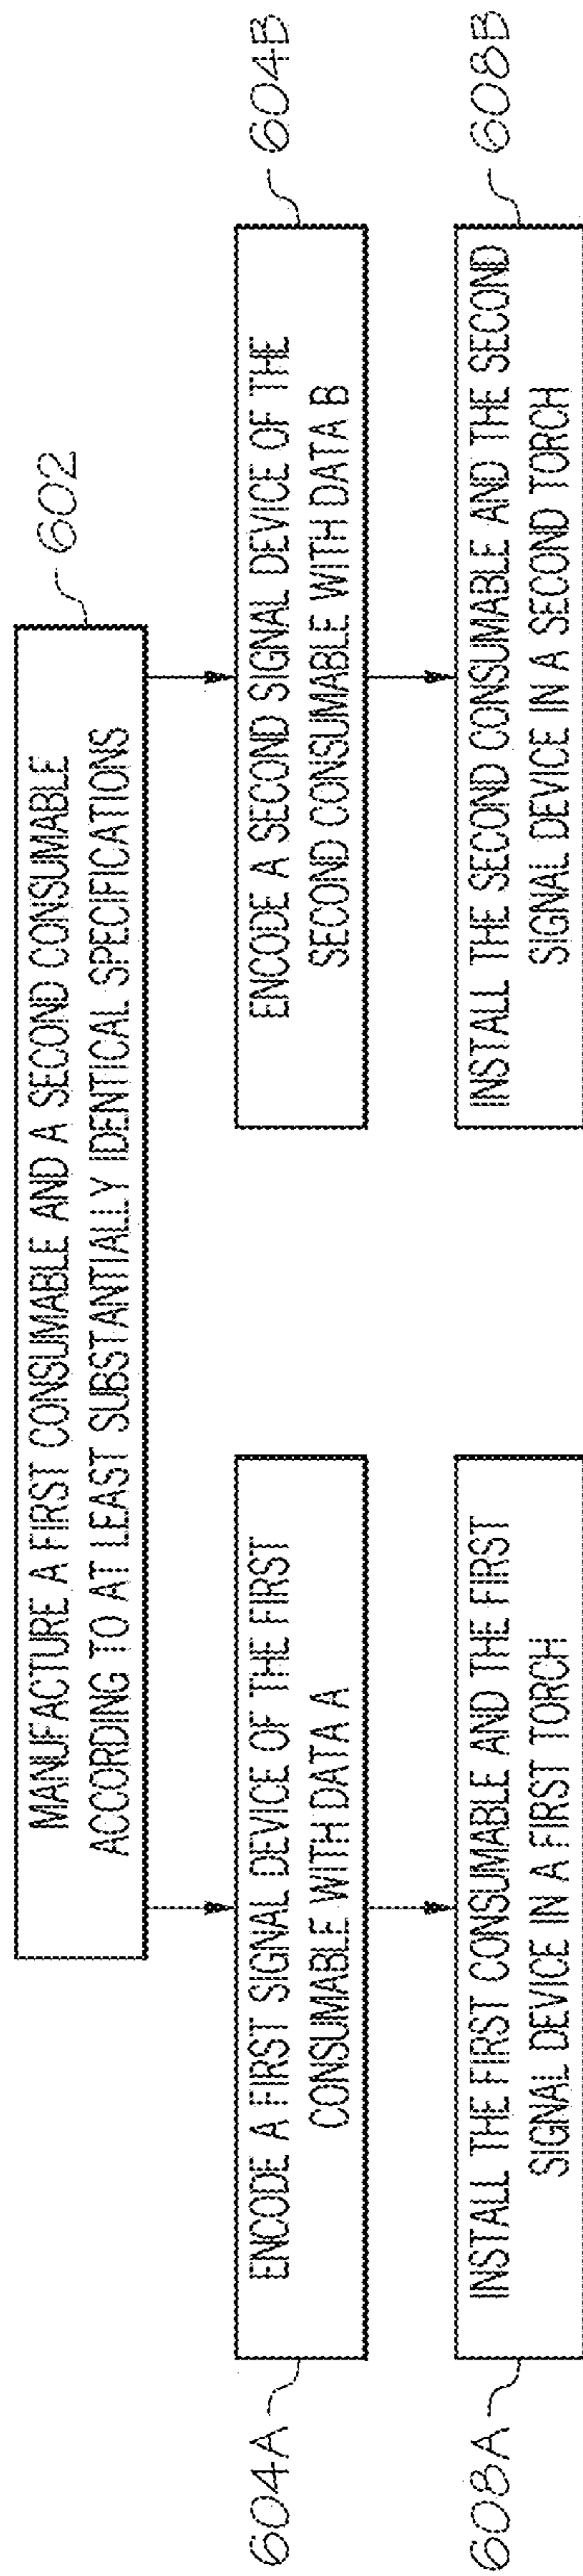 MANUFACTURE A FIRST CONSUMABLE AND A SECOND CONSUMABLE
ACCORDING TO AT LEAST SUBSTANTIALLY IDENTICAL SPECIFICATIONS
602
604A
ENCODE A FIRST SIGNAL DEVICE OF THE FIRST
CONSUMABLE WITH DATA A
ENCODE A SECOND SIGNAL DEVICE OF THE
SECOND CONSUMABLE WITH DATA B
604B
608A
INSTALL THE FIRST CONSUMABLE AND THE FIRST
SIGNAL DEVICE IN A FIRST TORCH
INSTALL THE SECOND CONSUMABLE AND THE SECOND
SIGNAL DEVICE IN A SECOND TORCH
608B